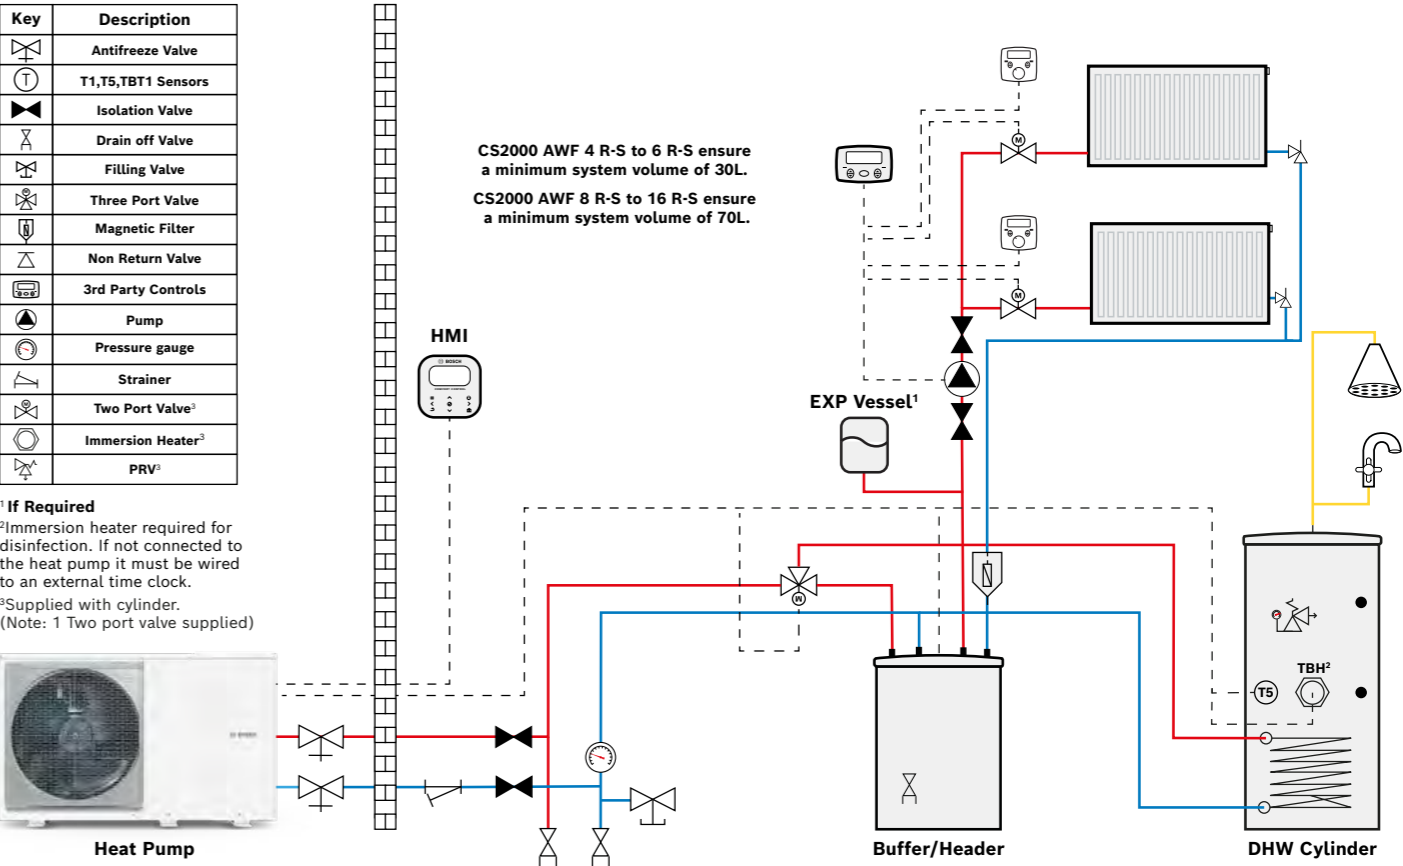 Key Description
Antifreeze Valve
T T1,T5,TBT1 Sensors
Isolation Valve
Drain off Valve
Filling Valve
M Three Port Valve
Magnetic Filter
Non Return Valve
3rd Party Controls
Pump
Pressure gauge
Strainer
M Two Port Valve³
Immersion Heater³
PRV³
¹ If Required
²Immersion heater required for
disinfection. If not connected to
the heat pump it must be wired
to an external time clock.
³Supplied with cylinder.
(Note: 1 Two port valve supplied)
Heat Pump
HMI
BOSCH
CS2000 AWF 4 R-S to 6 R-S ensure
a minimum system volume of 30L.
CS2000 AWF 8 R-S to 16 R-S ensure
a minimum system volume of 70L.
M
M
EXP Vessel¹
M
Buffer/Header
TBH²
T5
DHW Cylinder